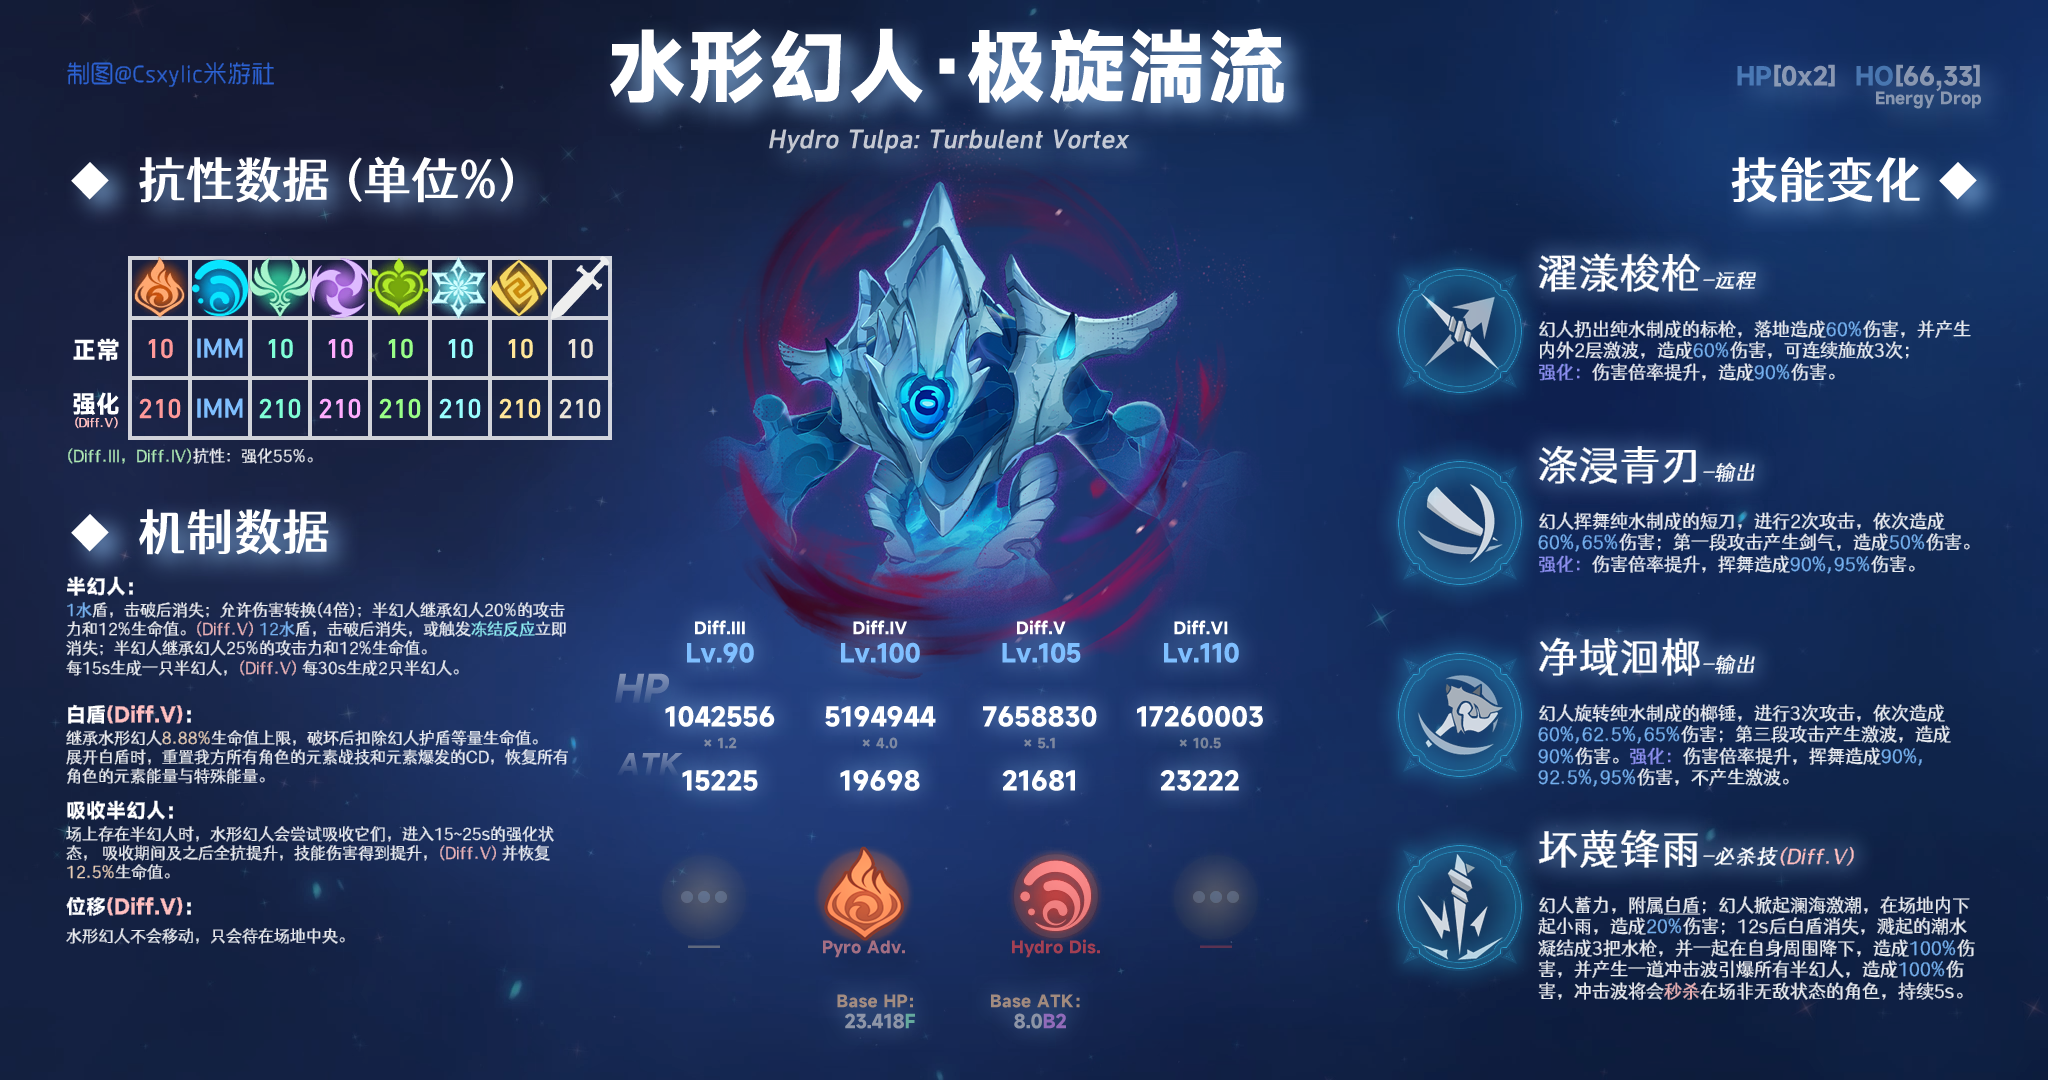 制图@Csxylic米游社
水形幻人·极旋湍流
Hydro Tulpa: Turbulent Vortex
HP[0x2] HO[66,33]
Energy Drop
抗性数据 (单位%)
正常 10 IMM 10 10 10 10 10 10
强化 210 IMM 210 210 210 210 210 210
(Diff.V)
(Diff.III, Diff.IV)抗性：强化55%。
机制数据
半幻人：
1水盾，击破后消失；允许伤害转换(4倍)；半幻人继承幻人20%的攻击
力和12%生命值。(Diff.V) 12水盾，击破后消失，或触发冻结反应立即
消失；半幻人继承幻人25%的攻击力和12%生命值。
每15s生成一只半幻人，(Diff.V) 每30s生成2只半幻人。
白盾(Diff.V)：
继承水形幻人8.88%生命值上限，破坏后扣除幻人护盾等量生命值。
展开白盾时，重置我方所有角色的元素战技和元素爆发的CD，恢复所有
角色的元素能量与特殊能量。
吸收半幻人：
场上存在半幻人时，水形幻人会尝试吸收它们，进入15~25s的强化状
态， 吸收期间及之后全抗提升，技能伤害得到提升，(Diff.V) 并恢复
12.5%生命值。
位移(Diff.V)：
水形幻人不会移动，只会待在场地中央。
Diff.III Diff.IV Diff.V Diff.VI
Lv.90 Lv.100 Lv.105 Lv.110
HP
1042556 5194944 7658830 17260003
× 1.2 × 4.0 × 5.1 × 10.5
ATK
15225 19698 21681 23222
Pyro Adv. Hydro Dis.
Base HP: Base ATK:
23.418F 8.0B2
技能变化
濯漾梭枪–远程
幻人扔出纯水制成的标枪，落地造成60%伤害，并产生
内外2层激波，造成60%伤害，可连续施放3次；
强化：伤害倍率提升，造成90%伤害。
涤浸青刃–输出
幻人挥舞纯水制成的短刀，进行2次攻击，依次造成
60%,65%伤害；第一段攻击产生剑气，造成50%伤害。
强化：伤害倍率提升，挥舞造成90%,95%伤害。
净域洄榔–输出
幻人旋转纯水制成的榔锤，进行3次攻击，依次造成
60%,62.5%,65%伤害；第三段攻击产生激波，造成
90%伤害。强化：伤害倍率提升，挥舞造成90%,
92.5%,95%伤害，不产生激波。
坏蔑锋雨–必杀技(Diff.V)
幻人蓄力，附属白盾；幻人掀起澜海激潮，在场地内下
起小雨，造成20%伤害；12s后白盾消失，溅起的潮水
凝结成3把水枪，并一起在自身周围降下，造成100%伤
害，并产生一道冲击波引爆所有半幻人，造成100%伤
害，冲击波将会秒杀在场非无敌状态的角色，持续5s。